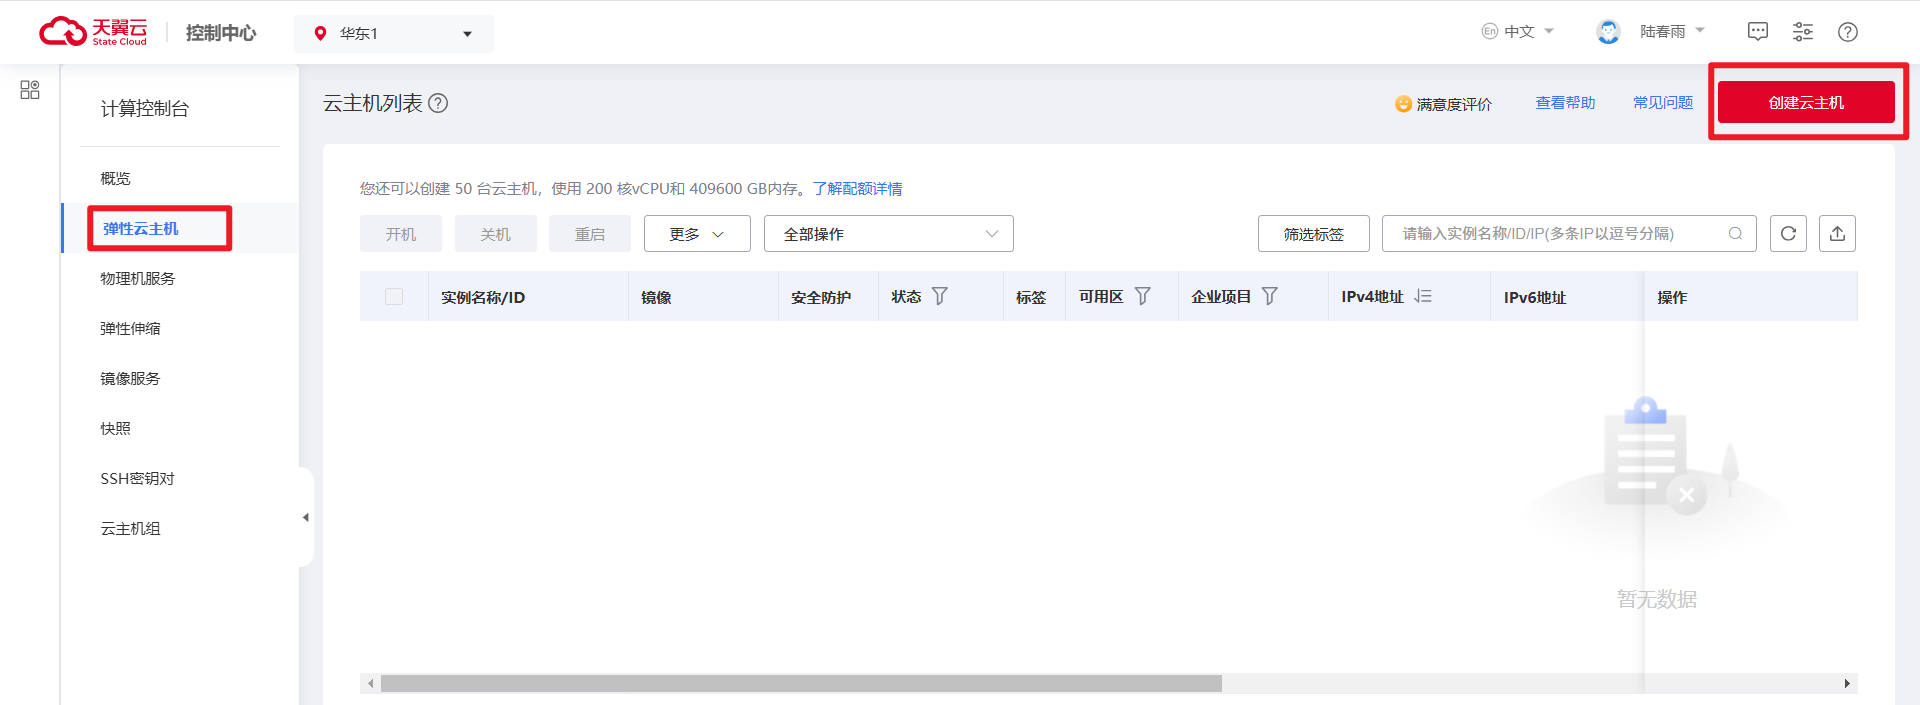 天翼云
State Cloud
控制中心
华东1
En 中文
陆春雨
计算控制台
概览
弹性云主机
物理机服务
弹性伸缩
镜像服务
快照
SSH密钥对
云主机组
云主机列表
满意度评价
查看帮助
常见问题
创建云主机
您还可以创建 50 台云主机，使用 200 核vCPU和 409600 GB内存。了解配额详情
开机
关机
重启
更多
全部操作
筛选标签
请输入实例名称/ID/IP(多条IP以逗号分隔)
实例名称/ID
镜像
安全防护
状态
标签
可用区
企业项目
IPv4地址
IPv6地址
操作
暂无数据